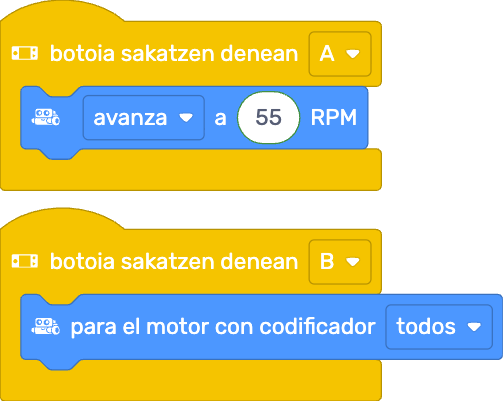 botoia sakatzen denean A
avanza a 55 RPM
botoia sakatzen denean B
para el motor con codificador todos